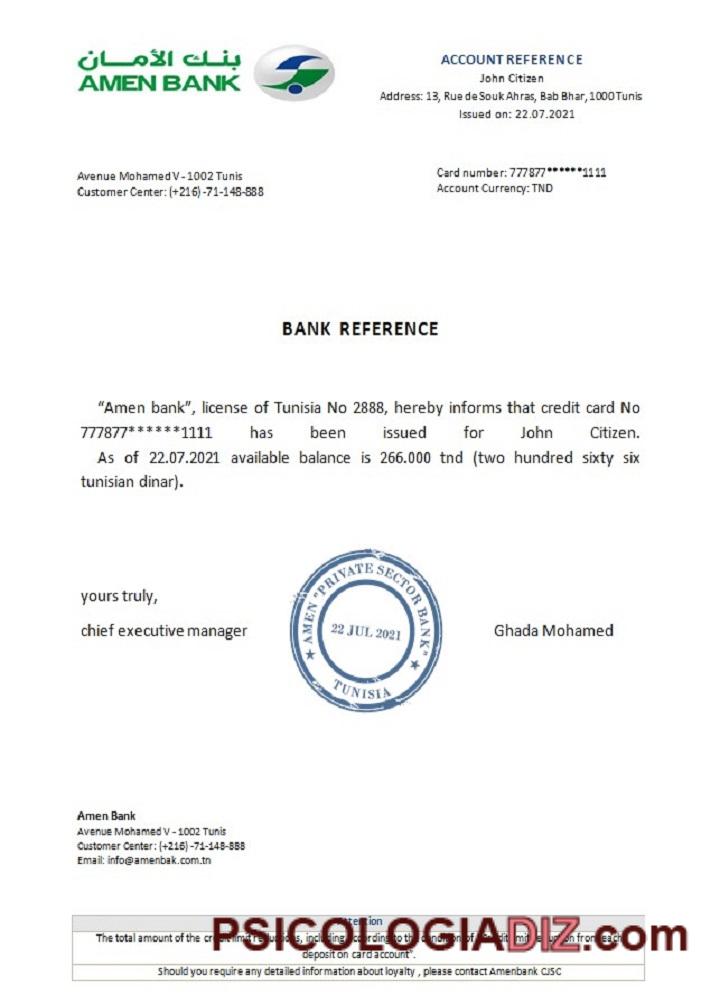 بنك الأمان
AMEN BANK
ACCOUNT REFERENCE
John Citizen
Address: 13, Rue de Souk Ahras, Bab Bhar, 1000 Tunis
Issued on: 22.07.2021
Avenue Mohamed V - 1002 Tunis
Customer Center: (+216) -71-148-888
Card number: 777877******1111
Account Currency: TND
BANK REFERENCE
“Amen bank”, license of Tunisia No 2888, hereby informs that credit card No
777877******1111 has been issued for John Citizen.
As of 22.07.2021 available balance is 266.000 tnd (two hundred sixty six
tunisian dinar).
yours truly,
chief executive manager
AMEN "PRIVATE SECTOR BANK"
22 JUL 2021
TUNISIA
Ghada Mohamed
Amen Bank
Avenue Mohamed V - 1002 Tunis
Customer Center: (+216) -71-148-888
Email: info@amenbak.com.tn
PSICOLOGIADIZ.com
The total amount of the credit limit including according to the condition of from each
deposit on card account".
Should you require any detailed information about loyalty , please contact Amenbank CJSC